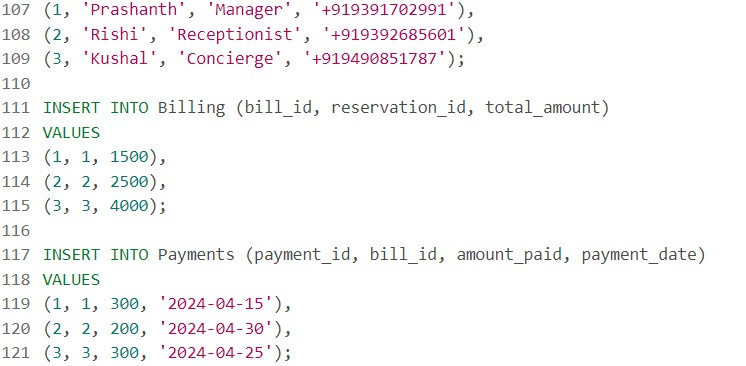 107 (1, 'Prashanth', 'Manager', '+919391702991'),
108 (2, 'Rishi', 'Receptionist', '+919392685601'),
109 (3, 'Kushal', 'Concierge', '+919490851787');
110
111 INSERT INTO Billing (bill_id, reservation_id, total_amount)
112 VALUES
113 (1, 1, 1500),
114 (2, 2, 2500),
115 (3, 3, 4000);
116
117 INSERT INTO Payments (payment_id, bill_id, amount_paid, payment_date)
118 VALUES
119 (1, 1, 300, '2024-04-15'),
120 (2, 2, 200, '2024-04-30'),
121 (3, 3, 300, '2024-04-25');